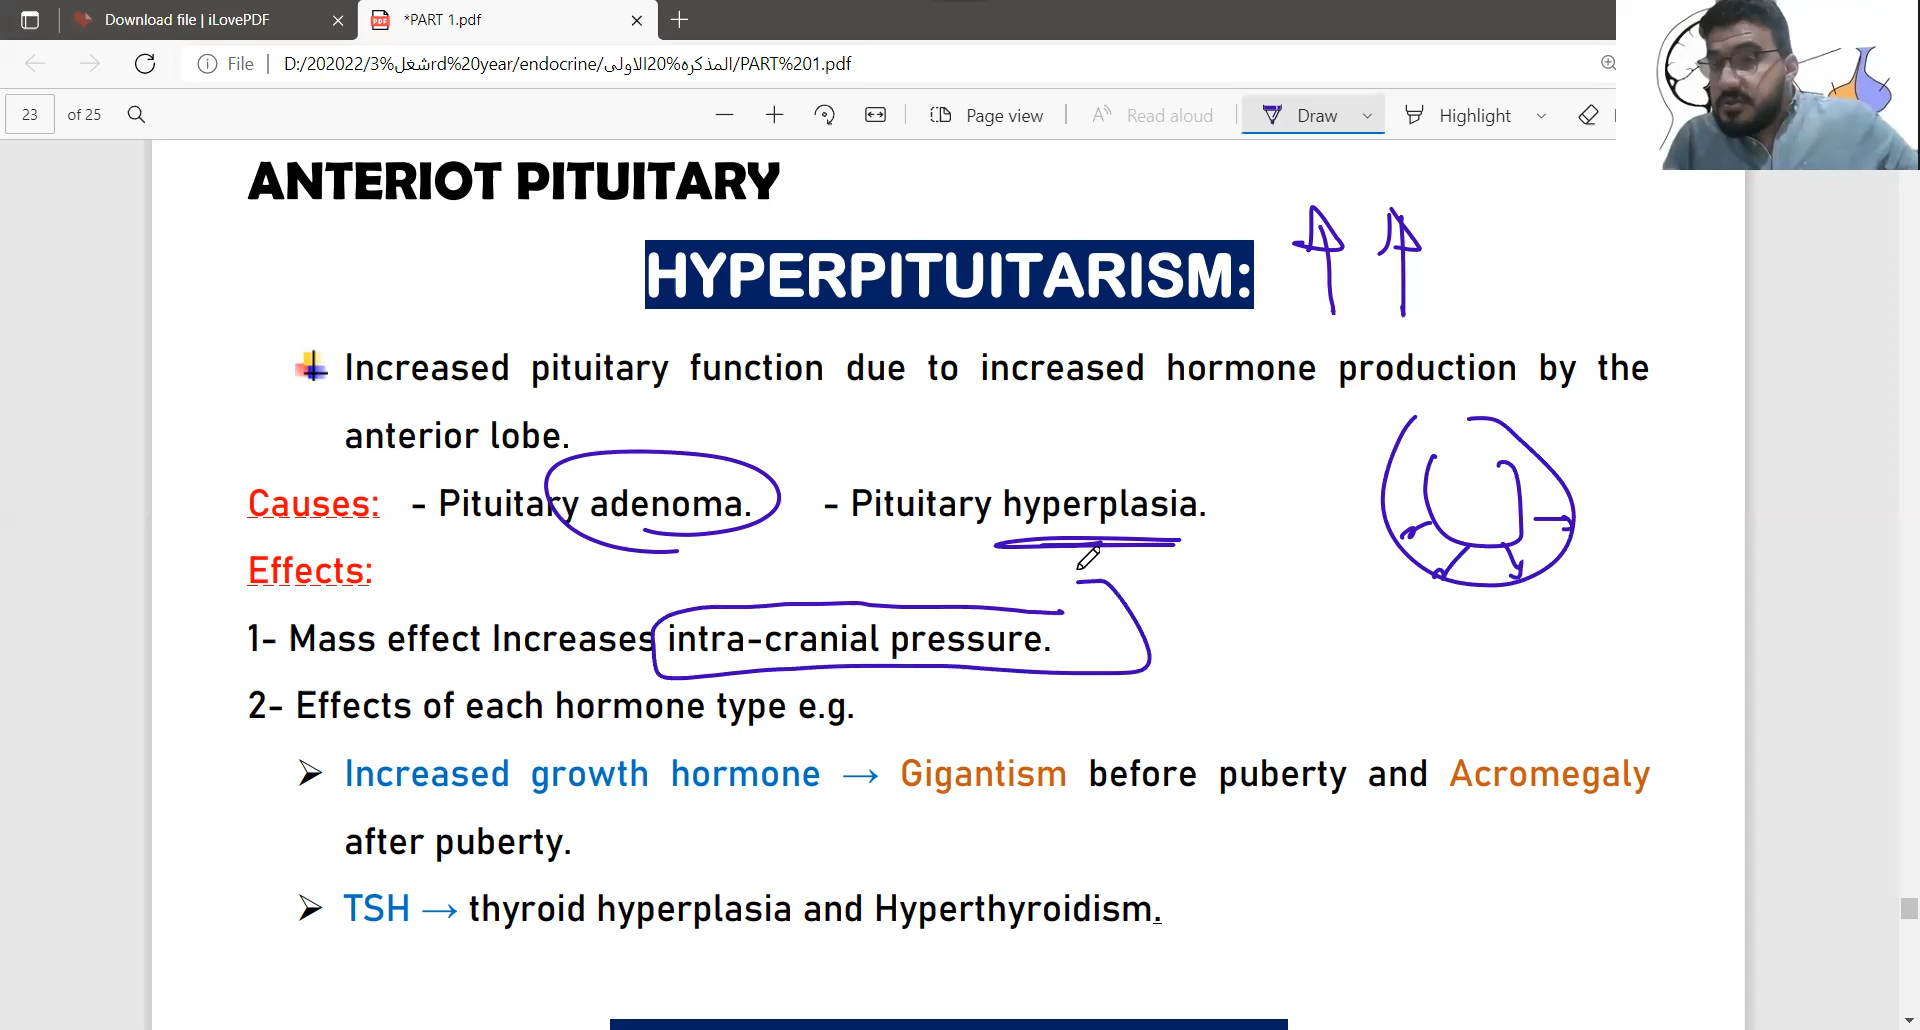 Download file | iLovePDF
*PART 1.pdf
File | D:/202022/3%شغلrd%20year/endocrine/المذكره%20الاولى/PART%201.pdf
23 of 25
Page view
Read aloud
Draw
Highlight
ANTERIOT PITUITARY
HYPERPITUITARISM:
Increased pituitary function due to increased hormone production by the
anterior lobe.
Causes: - Pituitary adenoma. - Pituitary hyperplasia.
Effects:
1- Mass effect Increases intra-cranial pressure.
2- Effects of each hormone type e.g.
➢ Increased growth hormone → Gigantism before puberty and Acromegaly
after puberty.
➢ TSH → thyroid hyperplasia and Hyperthyroidism.